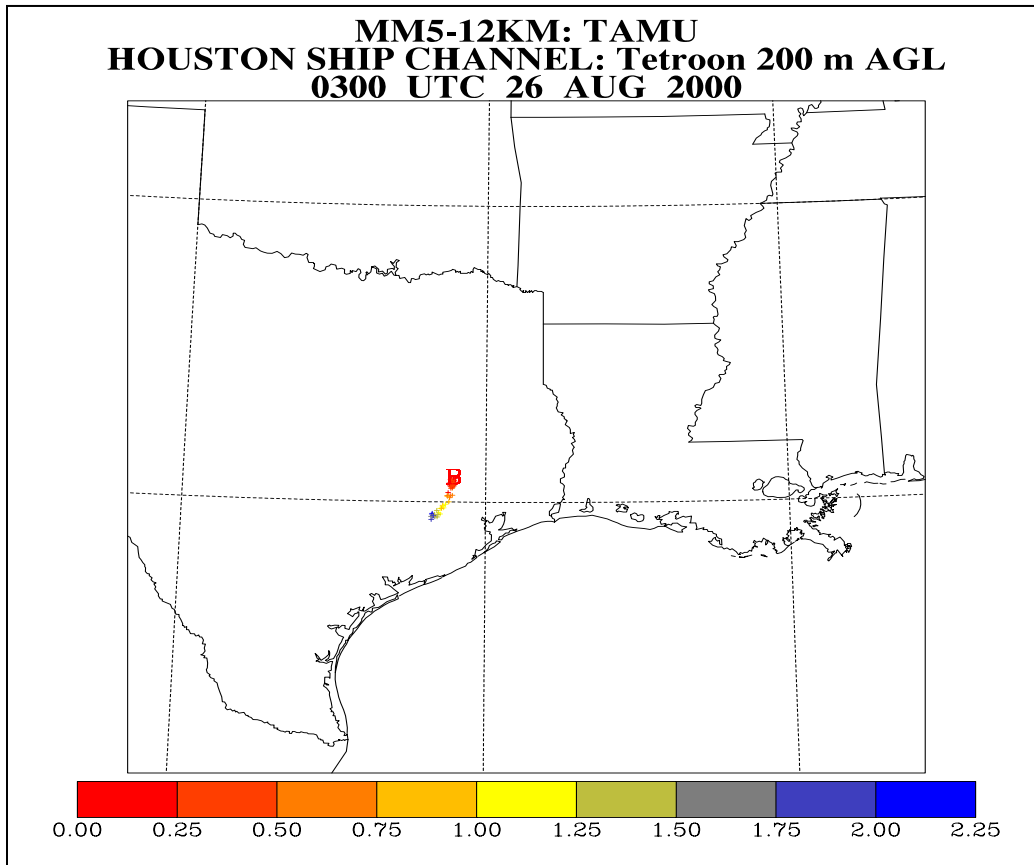 MM5-12KM: TAMU
HOUSTON SHIP CHANNEL: Tetroon 200 m AGL
0300 UTC 26 AUG 2000
B
0.00 0.25 0.50 0.75 1.00 1.25 1.50 1.75 2.00 2.25